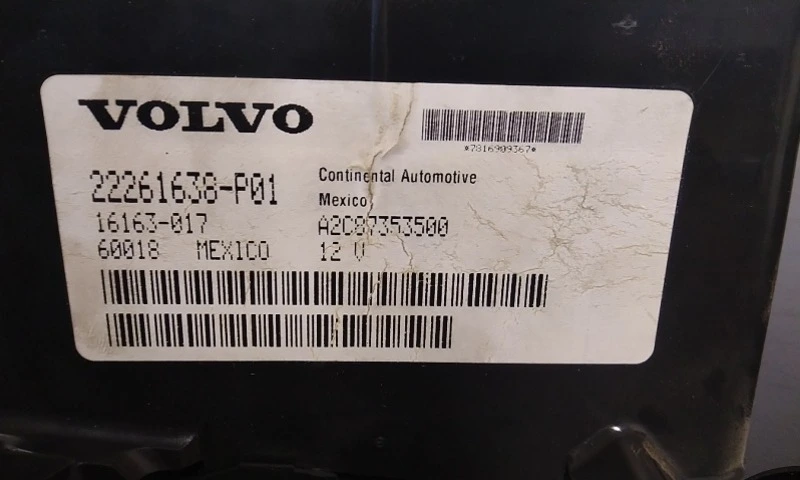 VOLVO
*7816909367*
22261638-P01
Continental Automotive
Mexico
16163-017
A2C87353500
60018 MEXICO
12 V